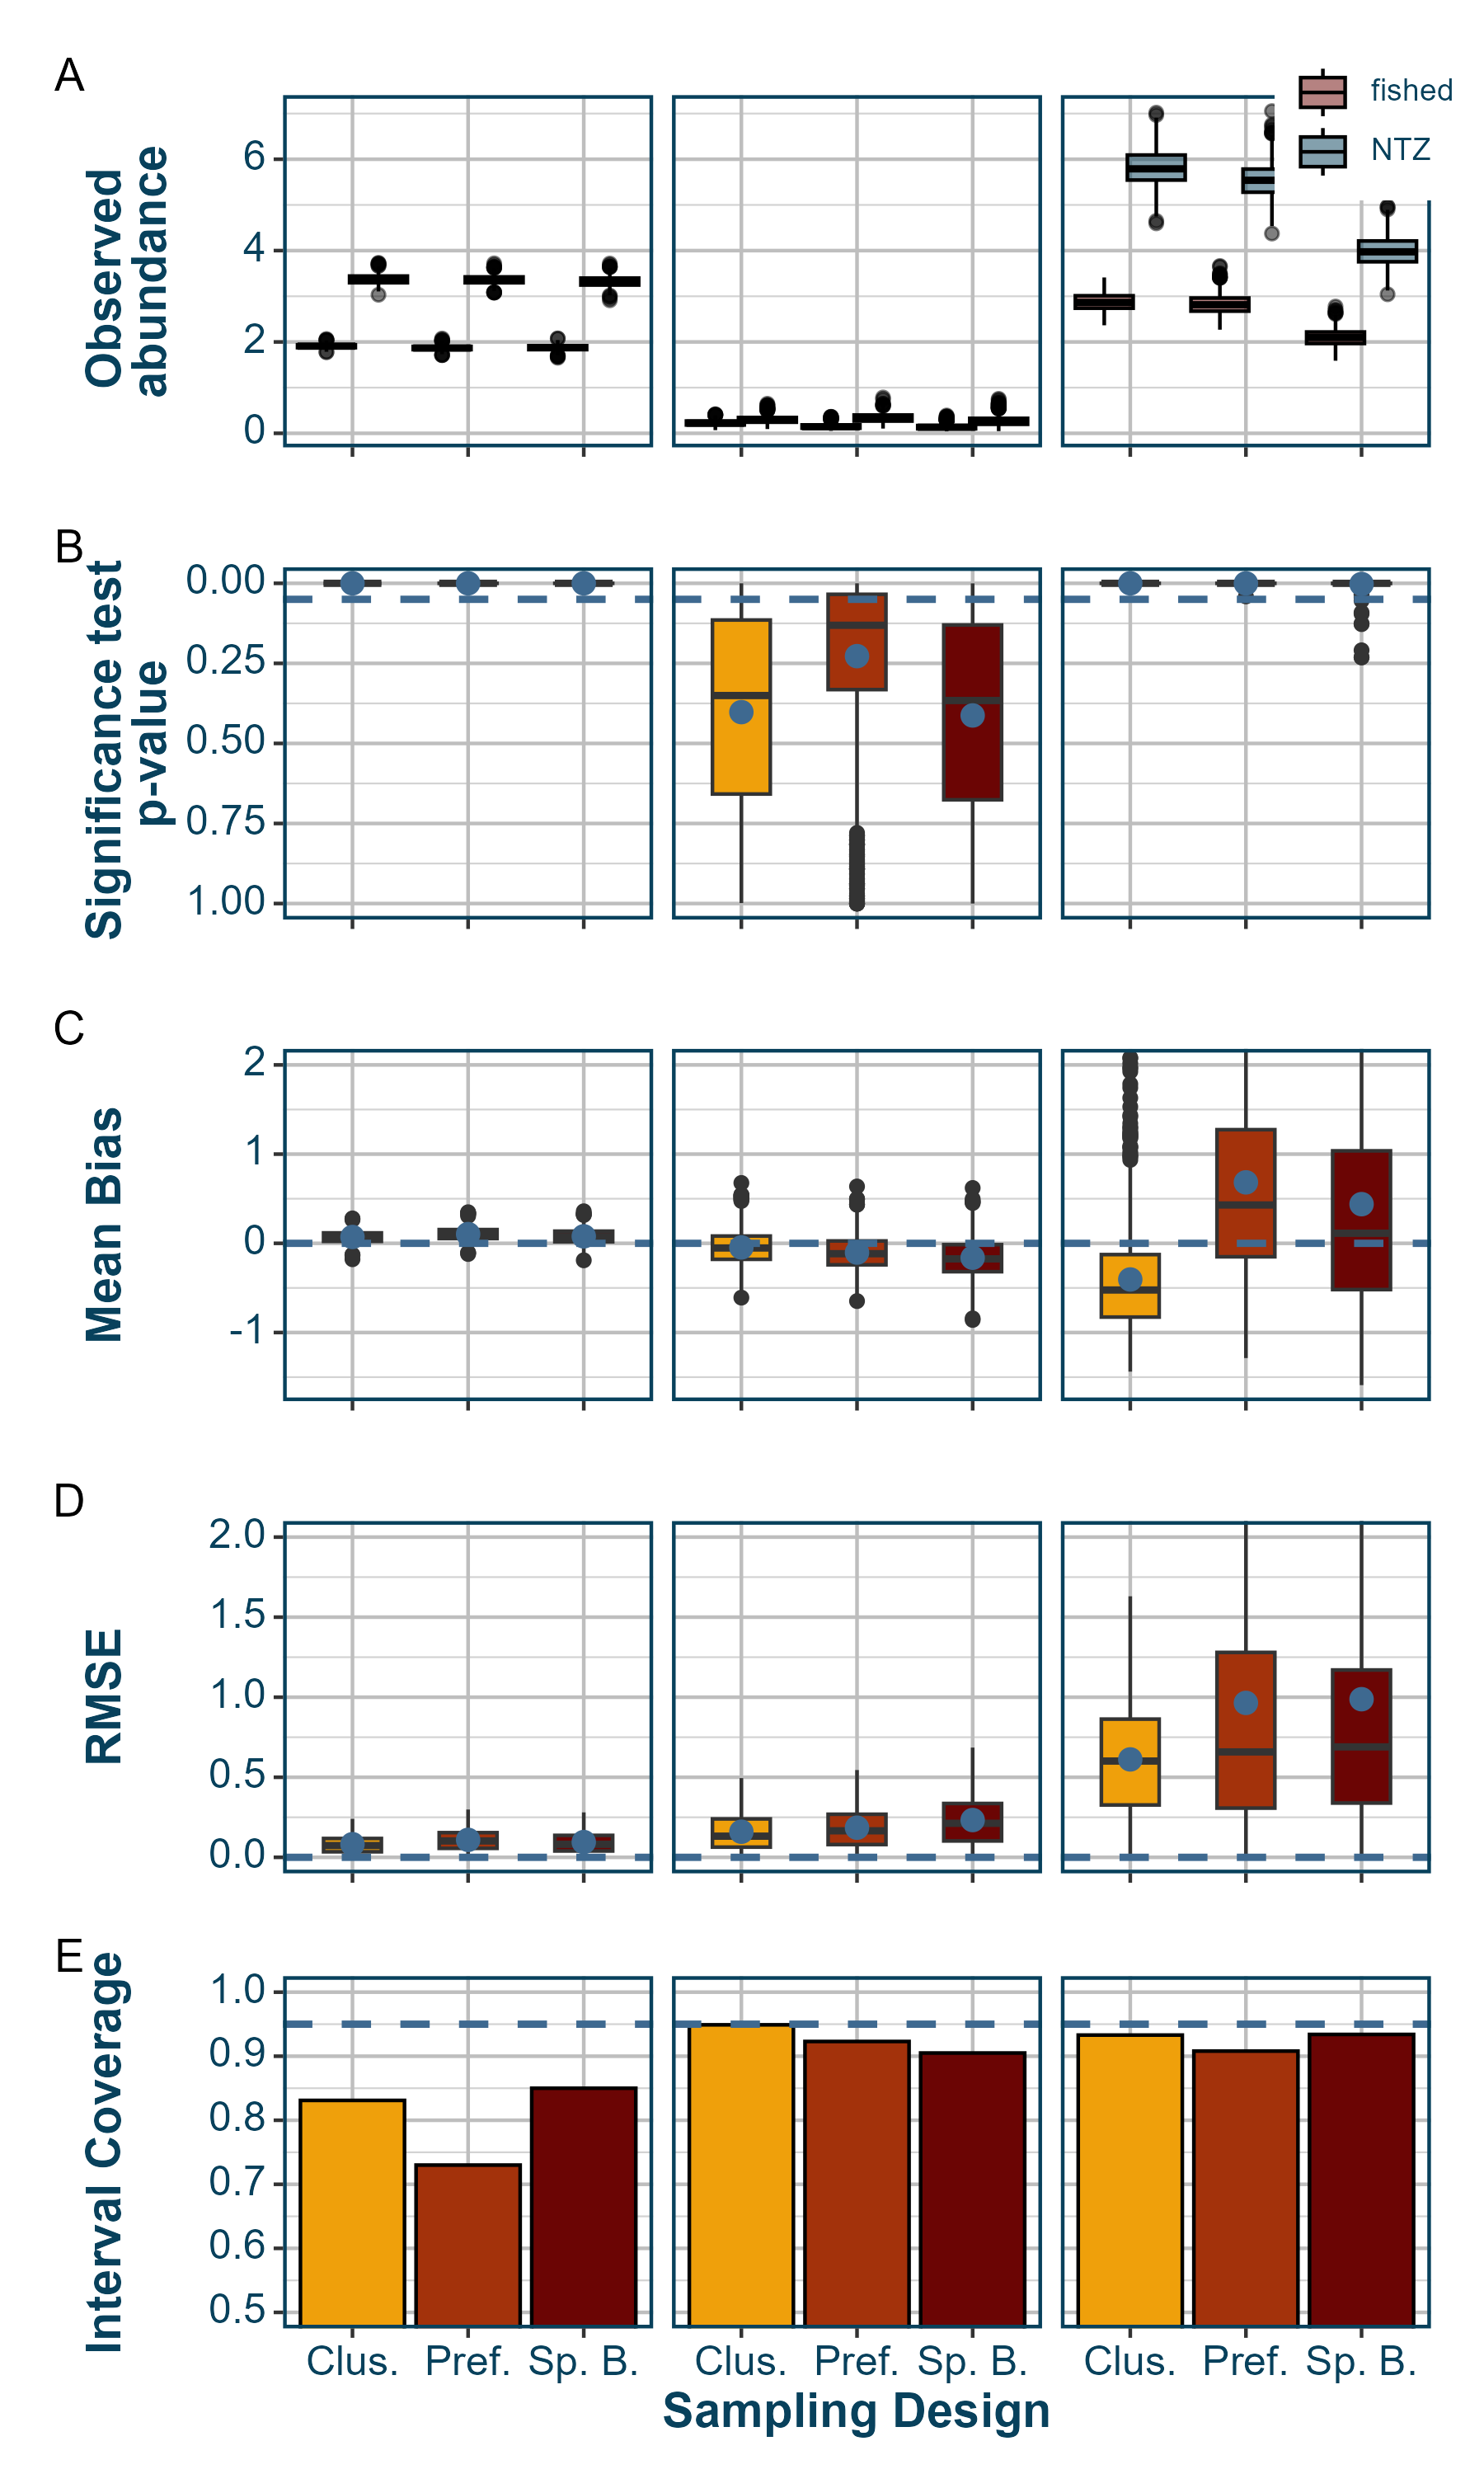 A
fished
NTZ
Observed
abundance
6
4
2
0
B
Significance test
p-value
0.00
0.25
0.50
0.75
1.00
C
Mean Bias
2
1
0
-1
D
RMSE
2.0
1.5
1.0
0.5
0.0
E
Interval Coverage
1.0
0.9
0.8
0.7
0.6
0.5
Clus. Pref. Sp. B. Clus. Pref. Sp. B. Clus. Pref. Sp. B.
Sampling Design